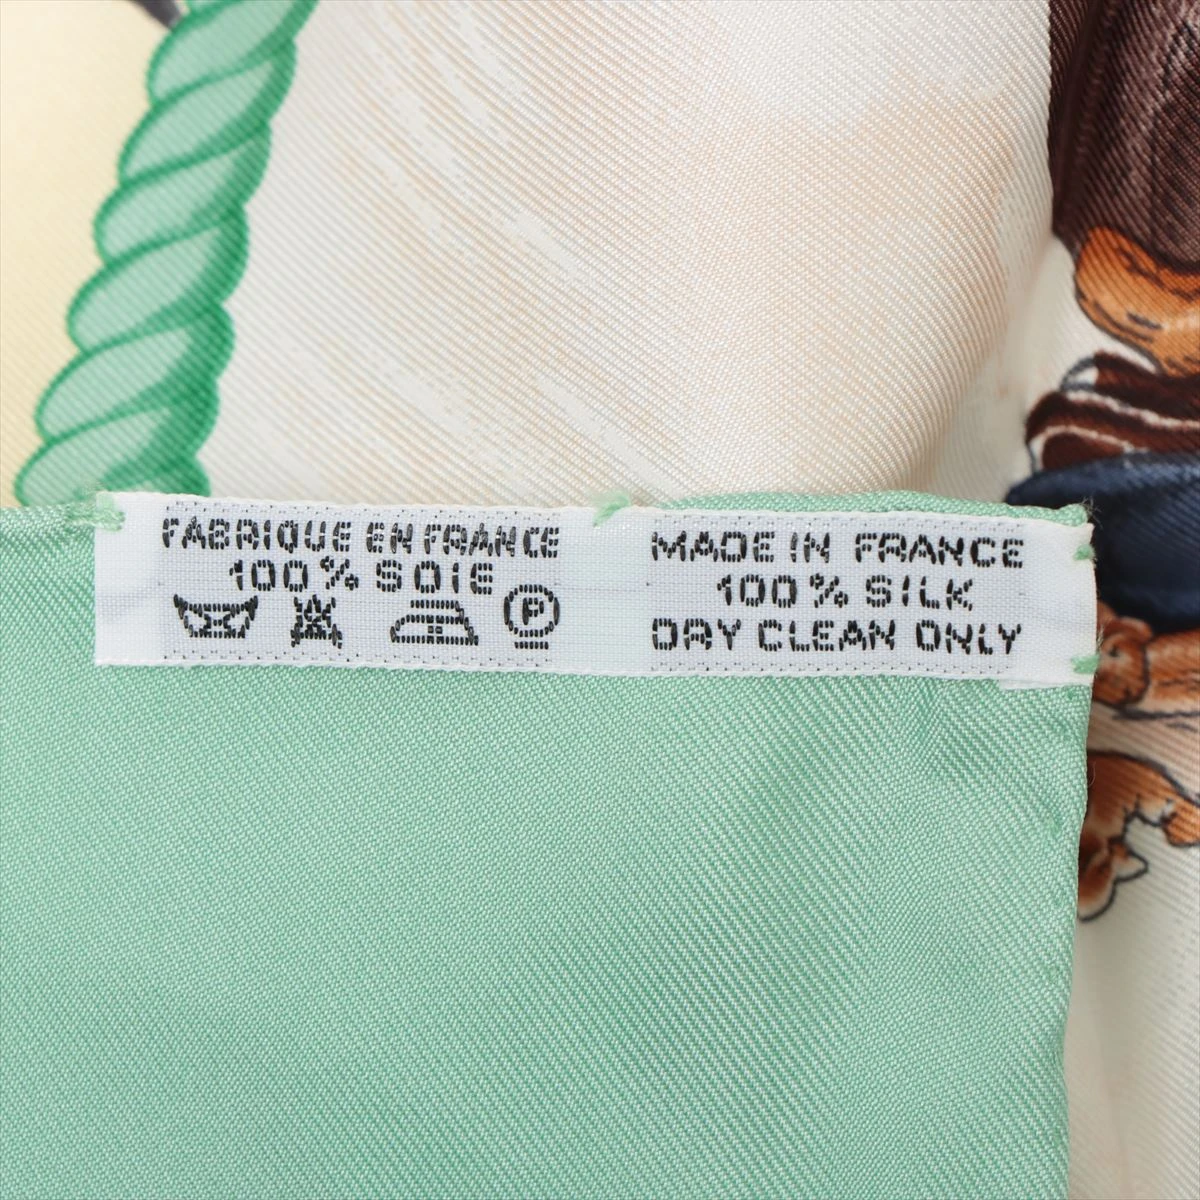 FABRIQUE EN FRANCE
100% SOIE
P
MADE IN FRANCE
100% SILK
DRY CLEAN ONLY